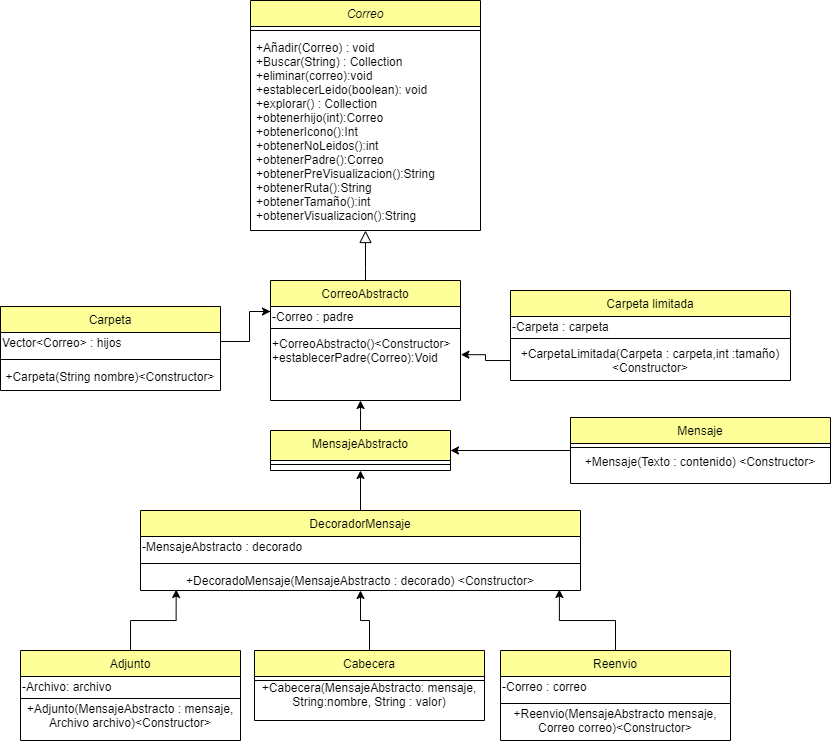 Correo
+Añadir(Correo) : void
+Buscar(String) : Collection
+eliminar(correo):void
+establecerLeido(boolean): void
+explorar() : Collection
+obtenerhijo(int):Correo
+obtenerIcono():Int
+obtenerNoLeidos():int
+obtenerPadre():Correo
+obtenerPreVisualizacion():String
+obtenerRuta():String
+obtenerTamaño():int
+obtenerVisualizacion():String
CorreoAbstracto
-Correo : padre
+CorreoAbstracto()<Constructor>
+establecerPadre(Correo):Void
Carpeta
Vector<Correo> : hijos
+Carpeta(String nombre)<Constructor>
Carpeta limitada
-Carpeta : carpeta
+CarpetaLimitada(Carpeta : carpeta,int :tamaño)
<Constructor>
MensajeAbstracto
Mensaje
+Mensaje(Texto : contenido) <Constructor>
DecoradorMensaje
-MensajeAbstracto : decorado
+DecoradoMensaje(MensajeAbstracto : decorado) <Constructor>
Adjunto
-Archivo: archivo
+Adjunto(MensajeAbstracto : mensaje,
Archivo archivo)<Constructor>
Cabecera
+Cabecera(MensajeAbstracto: mensaje,
String:nombre, String : valor)
Reenvio
-Correo : correo
+Reenvio(MensajeAbstracto mensaje,
Correo correo)<Constructor>